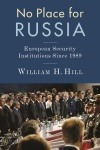 No Place for
RUSSIA
European Security
Institutions Since 1989
WILLIAM H. HILL